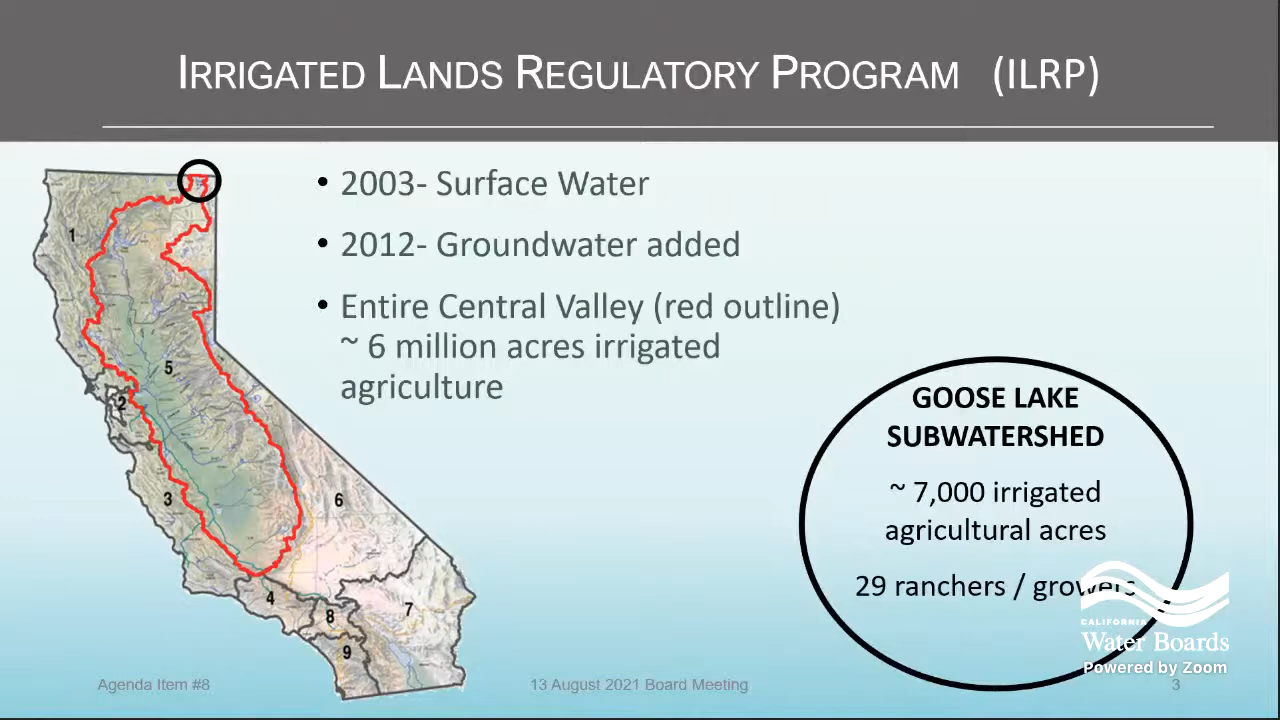 IRRIGATED LANDS REGULATORY PROGRAM (ILRP)
• 2003- Surface Water
• 2012- Groundwater added
• Entire Central Valley (red outline)
~ 6 million acres irrigated
agriculture
1
5
2
3
6
4
8
7
9
GOOSE LAKE
SUBWATERSHED
~ 7,000 irrigated
agricultural acres
29 ranchers / growers
CALIFORNIA
Water Boards
Powered by Zoom
Agenda Item #8
13 August 2021 Board Meeting
3